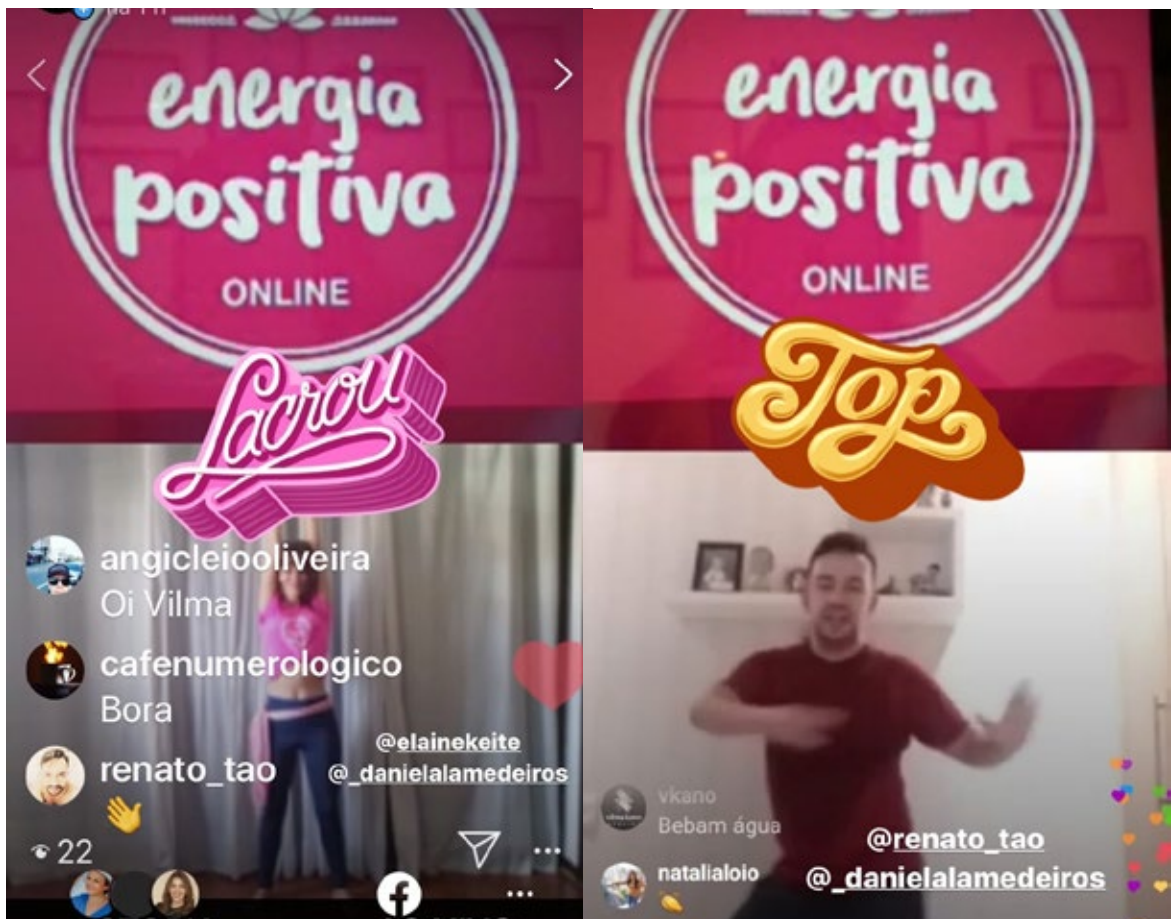 energia
positiva
ONLINE
Lacrou
angicleiooliveira
Oi Vilma
cafenumerologico
Bora
@elainekeite
renato_tao
@_danielalamedeiros
22
energia
positiva
ONLINE
Top
vkano
Bebam água
@renato_tao
natalialoio
@_danielalamedeiros